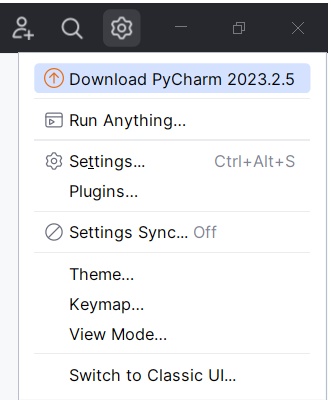 Download PyCharm 2023.2.5
Run Anything...
Settings... Ctrl+Alt+S
Plugins...
Settings Sync... Off
Theme...
Keymap...
View Mode...
Switch to Classic UI...